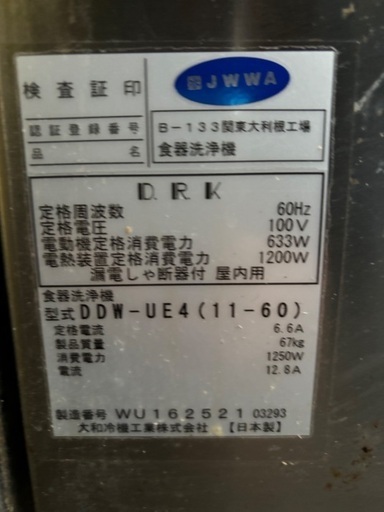 検査証印
JWWA
認証登録番号 B-133関東大利根工場
品名 食器洗浄機
DRK
定格周波数 60Hz
定格電圧 100V
電動機定格消費電力 633W
電熱装置定格消費電力 1200W
漏電しゃ断器付 屋内用
食器洗浄機
型式 DDW-UE4(11-60)
定格電流 6.6A
製品質量 67kg
消費電力 1250W
電流 12.8A
製造番号 WU162521 03293
大和冷機工業株式会社 【日本製】